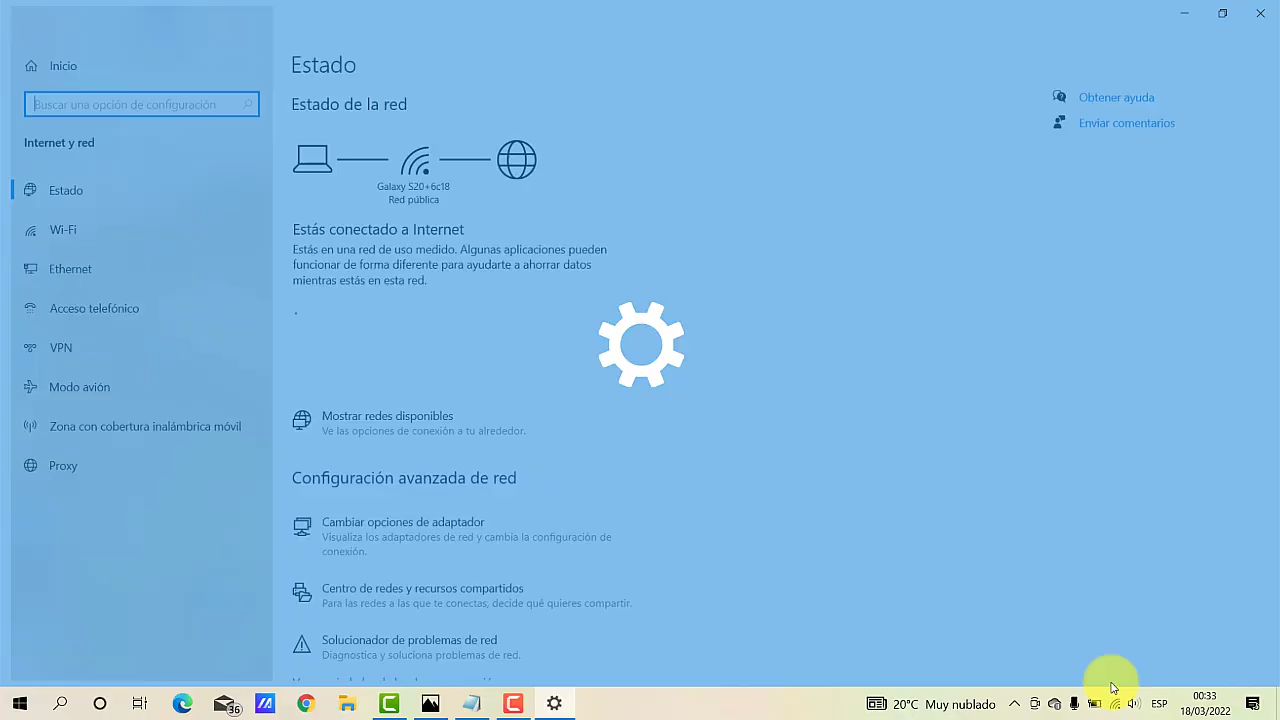 Inicio
Buscar una opción de configuración
Internet y red
Estado
Wi-Fi
Ethernet
Acceso telefónico
VPN
Modo avión
Zona con cobertura inalámbrica móvil
Proxy
Estado
Estado de la red
Galaxy S20+6c18
Red pública
Estás conectado a Internet
Estás en una red de uso medido. Algunas aplicaciones pueden
funcionar de forma diferente para ayudarte a ahorrar datos
mientras estás en esta red.
Mostrar redes disponibles
Ve las opciones de conexión a tu alrededor.
Configuración avanzada de red
Cambiar opciones de adaptador
Visualiza los adaptadores de red y cambia la configuración de
conexión.
Centro de redes y recursos compartidos
Para las redes a las que te conectas, decide qué quieres compartir.
Solucionador de problemas de red
Diagnostica y soluciona problemas de red.
Obtener ayuda
Enviar comentarios
36
20°C Muy nublado
ESP
00:33
18/03/2022